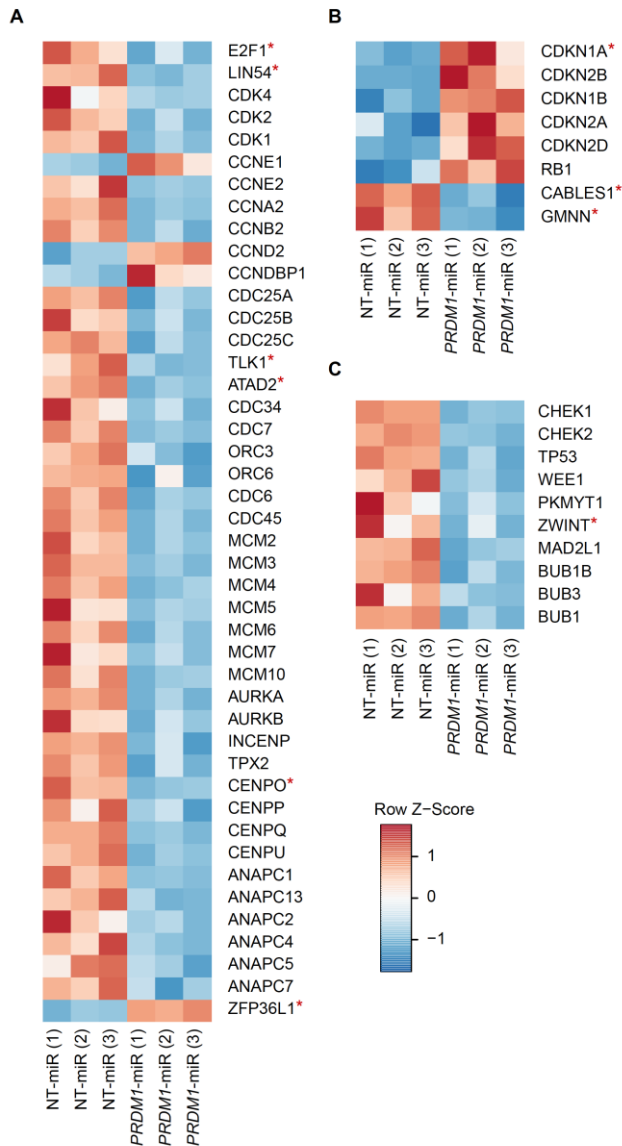 A
E2F1*
LIN54*
CDK4
CDK2
CDK1
CCNE1
CCNE2
CCNA2
CCNB2
CCND2
CCNDBP1
CDC25A
CDC25B
CDC25C
TLK1*
ATAD2*
CDC34
CDC7
ORC3
ORC6
CDC6
CDC45
MCM2
MCM3
MCM4
MCM5
MCM6
MCM7
MCM10
AURKA
AURKB
INCENP
TPX2
CENPO*
CENPP
CENPQ
CENPU
ANAPC1
ANAPC13
ANAPC2
ANAPC4
ANAPC5
ANAPC7
ZFP36L1*
NT-miR (1)
NT-miR (2)
NT-miR (3)
PRDM1-miR (1)
PRDM1-miR (2)
PRDM1-miR (3)
B
CDKN1A*
CDKN2B
CDKN1B
CDKN2A
CDKN2D
RB1
CABLES1*
GMNN*
NT-miR (1)
NT-miR (2)
NT-miR (3)
PRDM1-miR (1)
PRDM1-miR (2)
PRDM1-miR (3)
C
CHEK1
CHEK2
TP53
WEE1
PKMYT1
ZWINT*
MAD2L1
BUB1B
BUB3
BUB1
NT-miR (1)
NT-miR (2)
NT-miR (3)
PRDM1-miR (1)
PRDM1-miR (2)
PRDM1-miR (3)
Row Z-Score
1
0
−1